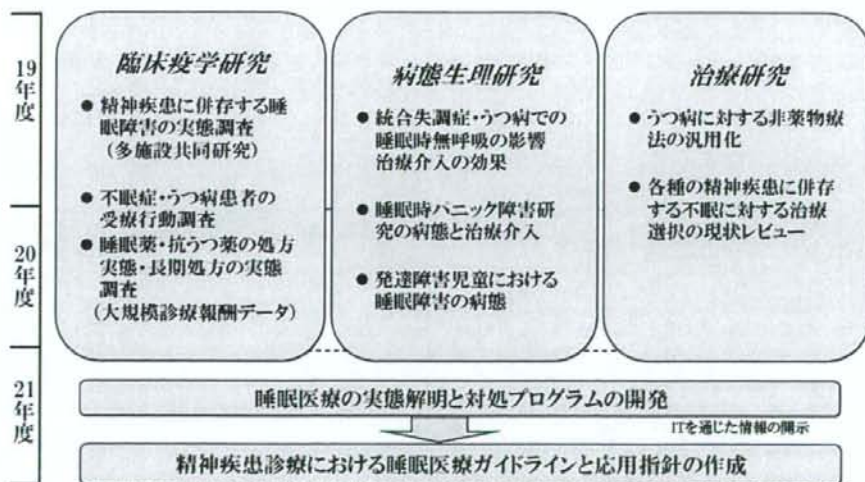 19年度
20年度
21年度
臨床疫学研究
● 精神疾患に併存する睡
眠障害の実態調査
（多施設共同研究）
● 不眠症・うつ病患者の
受療行動調査
● 睡眠薬・抗うつ薬の処方
実態・長期処方の実態
調査
（大規模診療報酬データ）
病態生理研究
● 統合失調症・うつ病での
睡眠時無呼吸の影響
治療介入の効果
● 睡眠時パニック障害研
究の病態と治療介入
● 発達障害児童における
睡眠障害の病態
治療研究
● うつ病に対する非薬物療
法の汎用化
● 各種の精神疾患に併存
する不眠に対する治療
選択の現状レビュー
睡眠医療の実態解明と対処プログラムの開発
ITを通じた情報の開示
精神疾患診療における睡眠医療ガイドラインと応用指針の作成